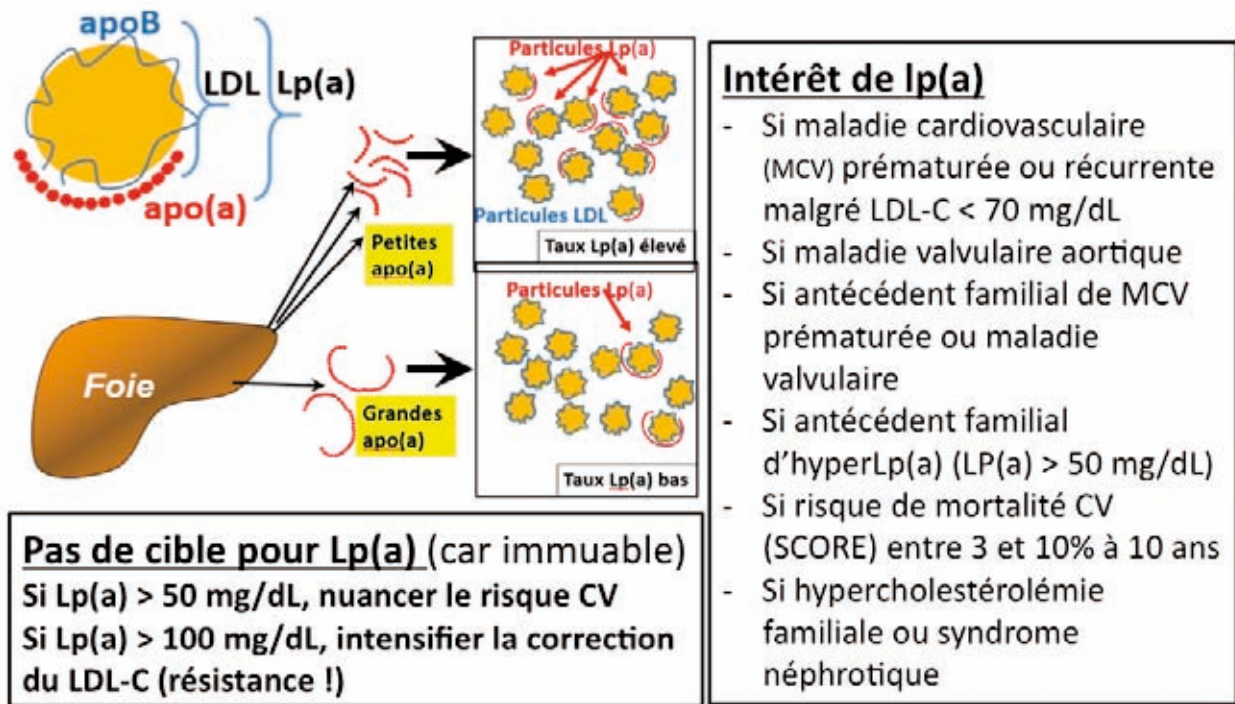 apoB
LDL
Lp(a)
apo(a)
Foie
Petites
apo(a)
Grandes
apo(a)
Particules Lp(a)
Particules LDL
Taux Lp(a) élevé
Particules Lp(a)
Taux Lp(a) bas
Pas de cible pour Lp(a) (car immuable)
Si Lp(a) > 50 mg/dL, nuancer le risque CV
Si Lp(a) > 100 mg/dL, intensifier la correction
du LDL-C (résistance !)
Intérêt de lp(a)
- Si maladie cardiovasculaire
(MCV) prématurée ou récurrente
malgré LDL-C < 70 mg/dL
- Si maladie valvulaire aortique
- Si antécédent familial de MCV
prématurée ou maladie
valvulaire
- Si antécédent familial
d'hyperLp(a) (LP(a) > 50 mg/dL)
- Si risque de mortalité CV
(SCORE) entre 3 et 10% à 10 ans
- Si hypercholestérolémie
familiale ou syndrome
néphrotique